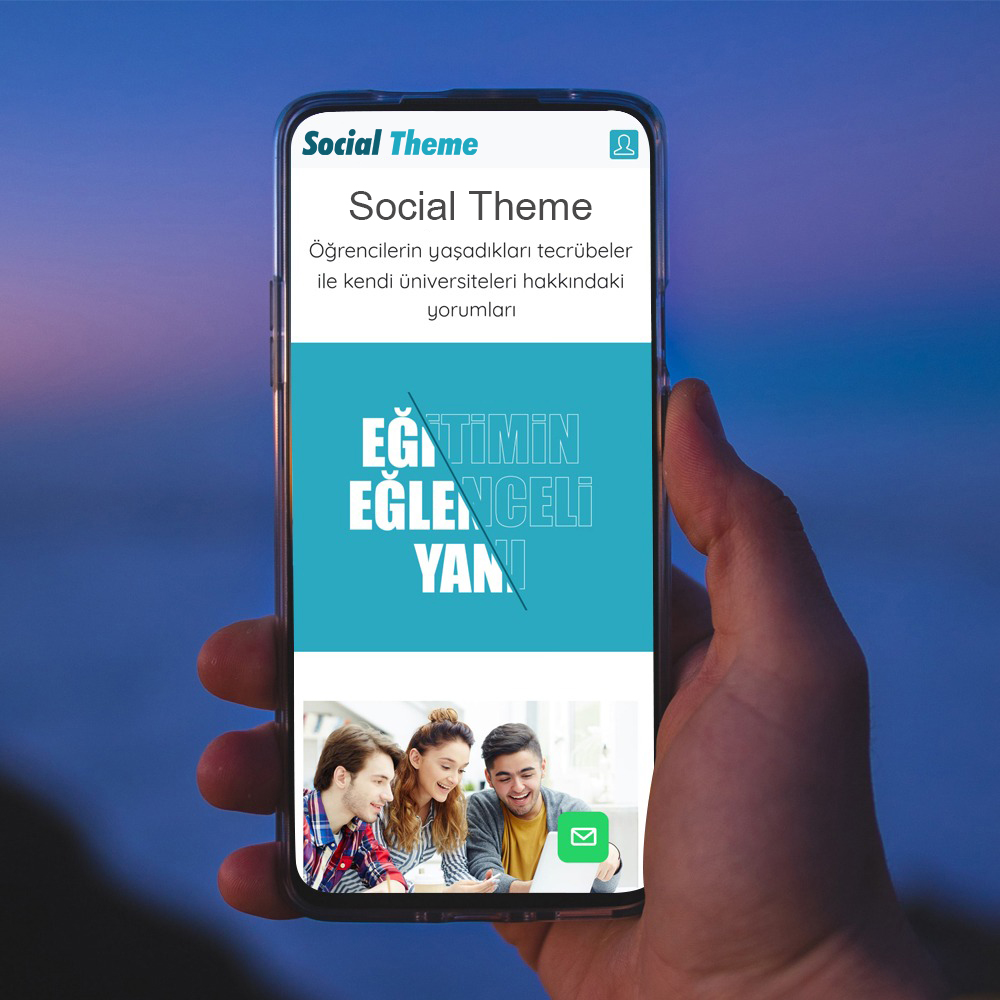 Social Theme
Social Theme
Öğrencilerin yaşadıkları tecrübeler
ile kendi üniversiteleri hakkındaki
yorumları
EĞİTİMİN
EĞLENCELİ
YANI